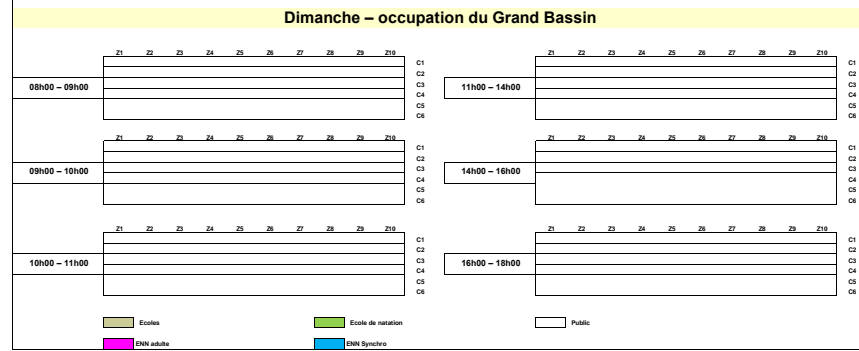 Dimanche – occupation du Grand Bassin
Z1 Z2 Z3 Z4 Z5 Z6 Z7 Z8 Z9 Z10
C1
C2
08h00 – 09h00
C3
C4
C5
C6
Z1 Z2 Z3 Z4 Z5 Z6 Z7 Z8 Z9 Z10
C1
C2
11h00 – 14h00
C3
C4
C5
C6
Z1 Z2 Z3 Z4 Z5 Z6 Z7 Z8 Z9 Z10
C1
C2
09h00 – 10h00
C3
C4
C5
C6
Z1 Z2 Z3 Z4 Z5 Z6 Z7 Z8 Z9 Z10
C1
C2
14h00 – 16h00
C3
C4
C5
C6
Z1 Z2 Z3 Z4 Z5 Z6 Z7 Z8 Z9 Z10
C1
C2
10h00 – 11h00
C3
C4
C5
C6
Z1 Z2 Z3 Z4 Z5 Z6 Z7 Z8 Z9 Z10
C1
C2
16h00 – 18h00
C3
C4
C5
C6
Ecoles Ecole de natation Public
ENN adulte ENN Synchro